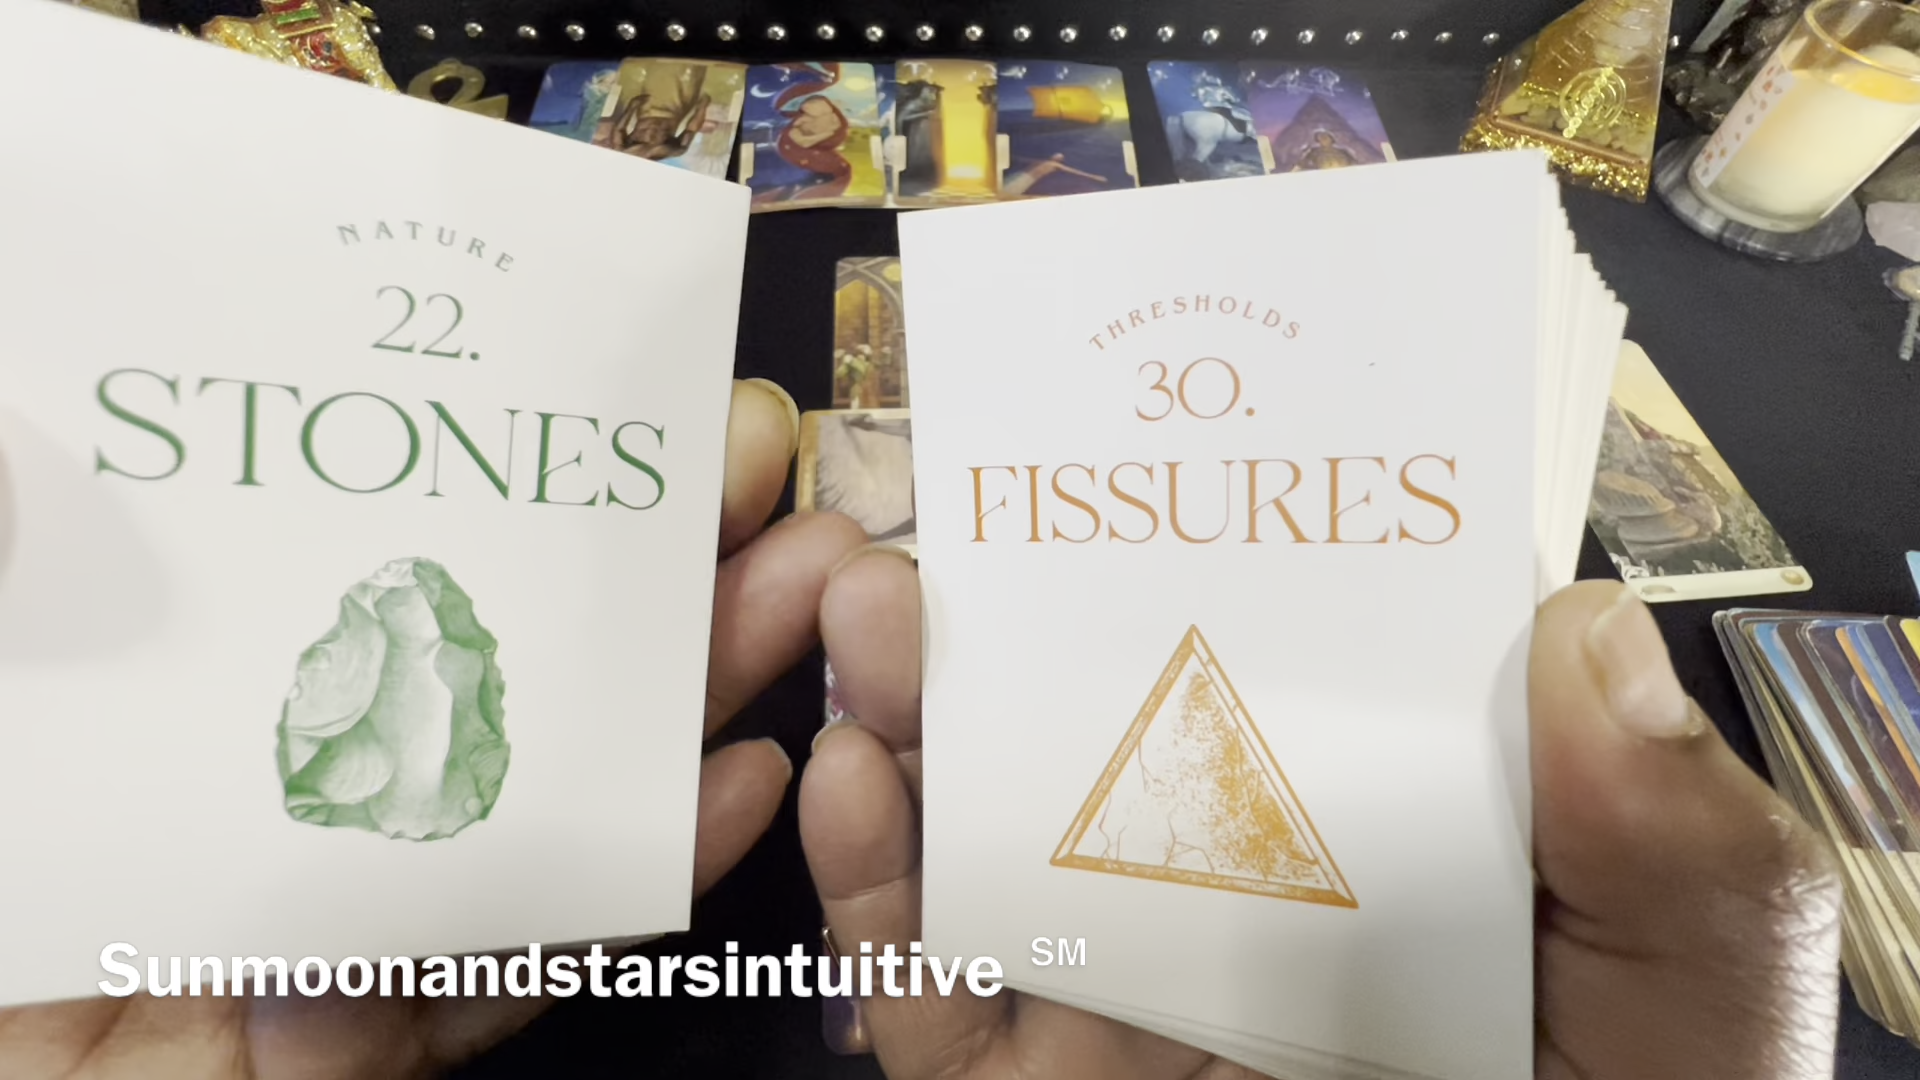 NATURE
22.
STONES
THRESHOLDS
30.
FISSURES
Sunmoonandstarsintuitive SM